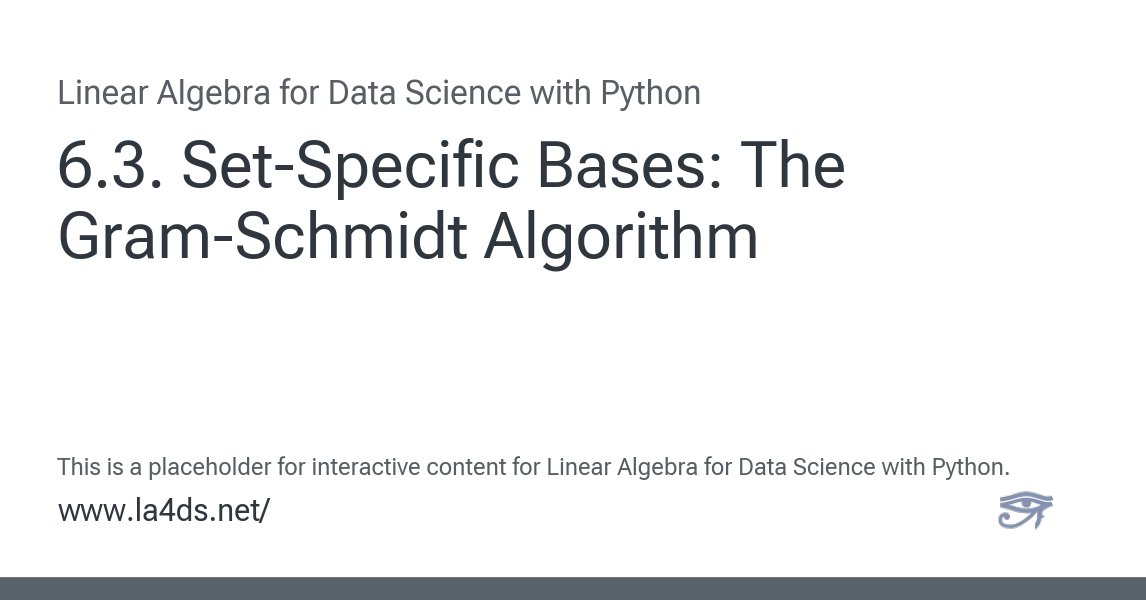 Linear Algebra for Data Science with Python
6.3. Set-Specific Bases: The
Gram-Schmidt Algorithm
This is a placeholder for interactive content for Linear Algebra for Data Science with Python.
www.la4ds.net/